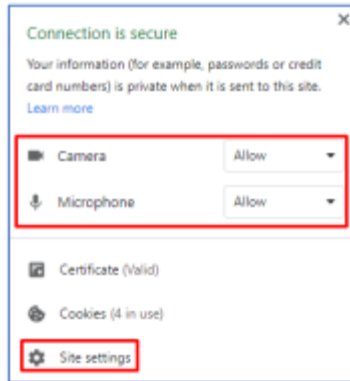 Connection is secure
Your information (for example, passwords or credit
card numbers) is private when it is sent to this site.
Learn more
Camera Allow
Microphone Allow
Certificate (Valid)
Cookies (4 in use)
Site settings